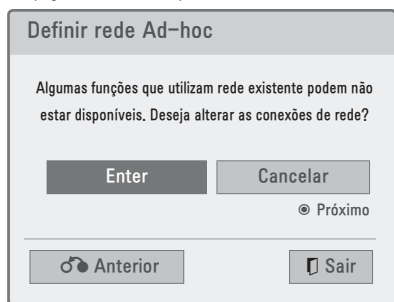 Definir rede Ad-hoc
Algumas funções que utilizam rede existente podem não
estar disponíveis. Deseja alterar as conexões de rede?
Enter
Cancelar
Próximo
Anterior
Sair